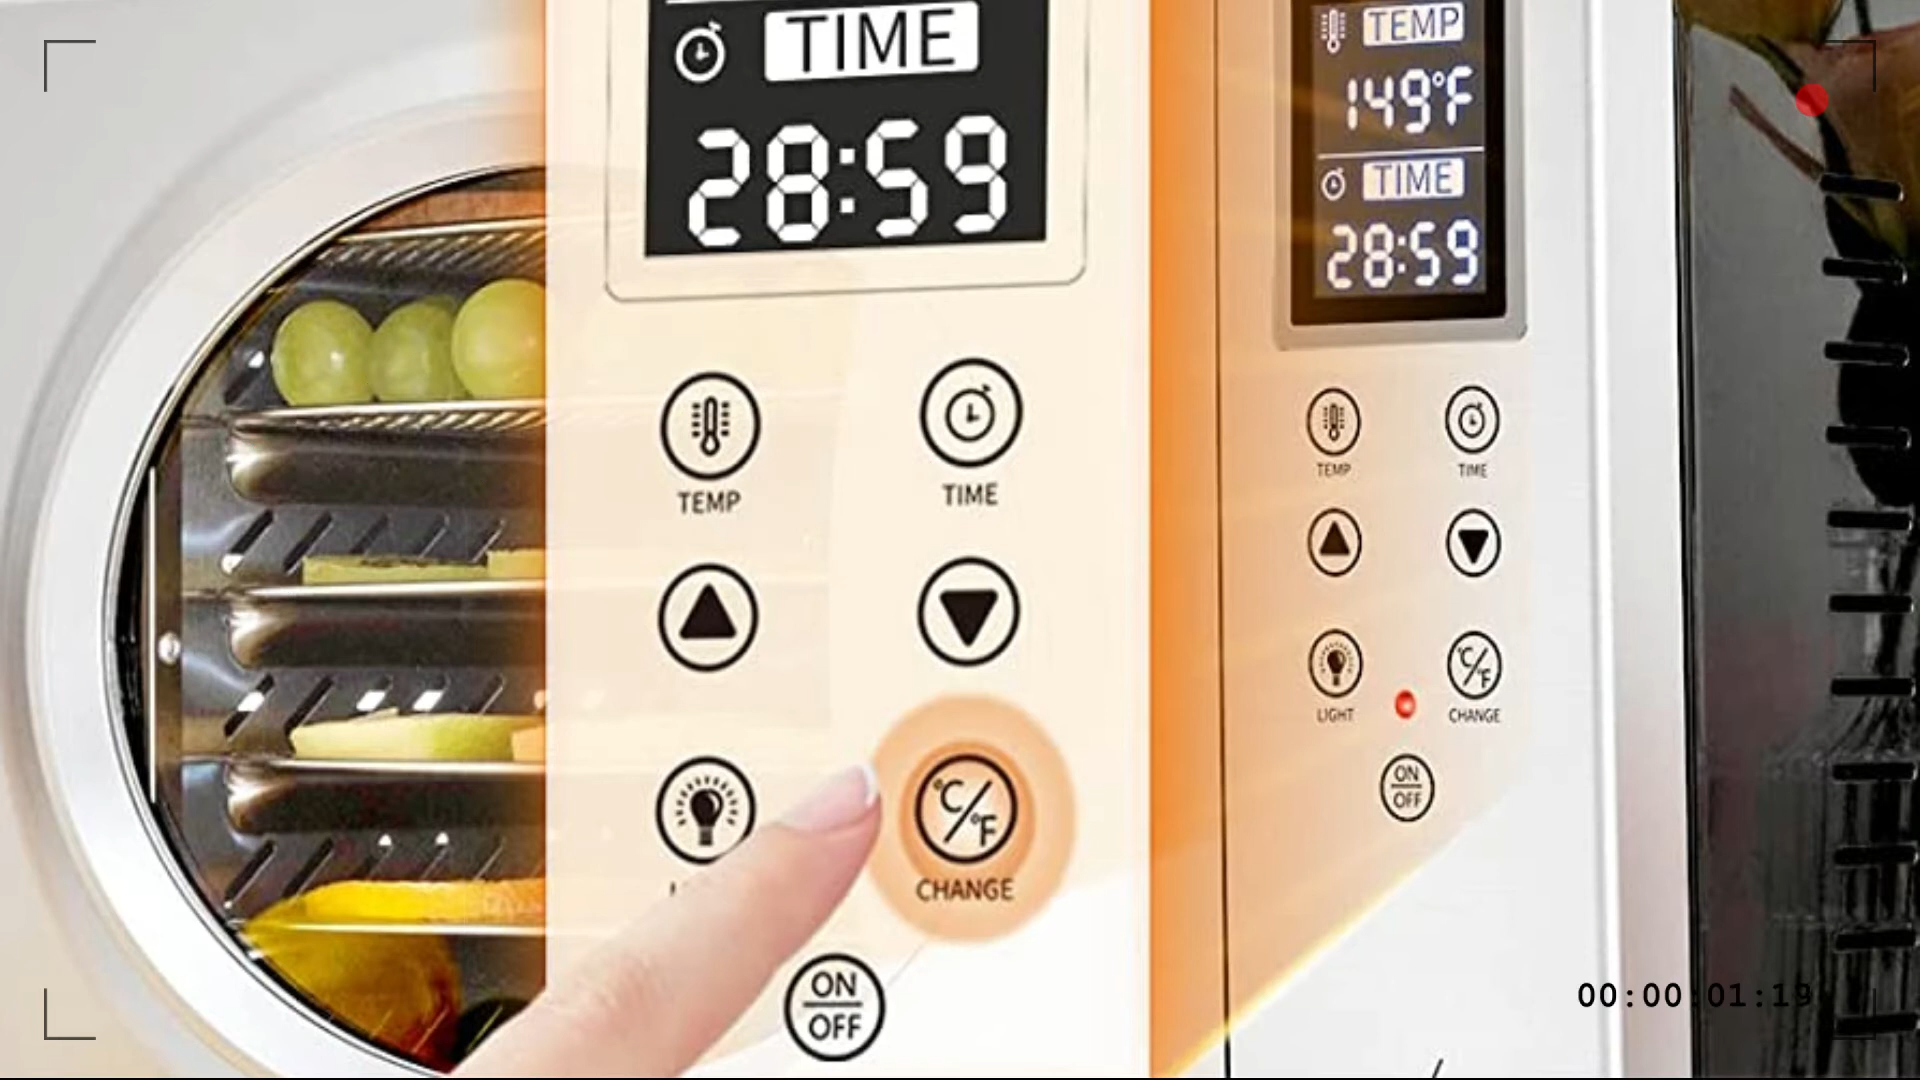 TIME
28:59
TEMP
TIME
°C/°F
CHANGE
ON
OFF
TEMP
149°F
TIME
28:59
TEMP
TIME
LIGHT
°C/°F
CHANGE
ON
OFF
00:00:01:19